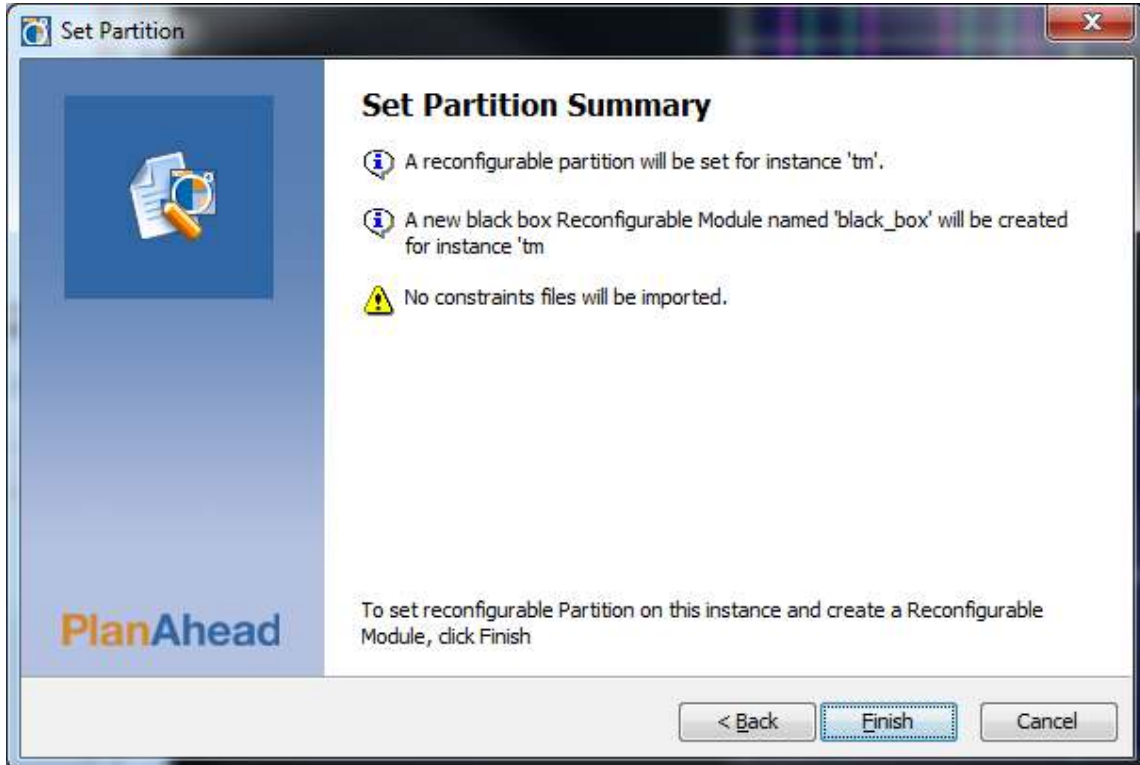 Set Partition
Set Partition Summary
A reconfigurable partition will be set for instance 'tm'.
A new black box Reconfigurable Module named 'black_box' will be created
for instance 'tm
No constraints files will be imported.
To set reconfigurable Partition on this instance and create a Reconfigurable
Module, click Finish
PlanAhead
< Back
Finish
Cancel